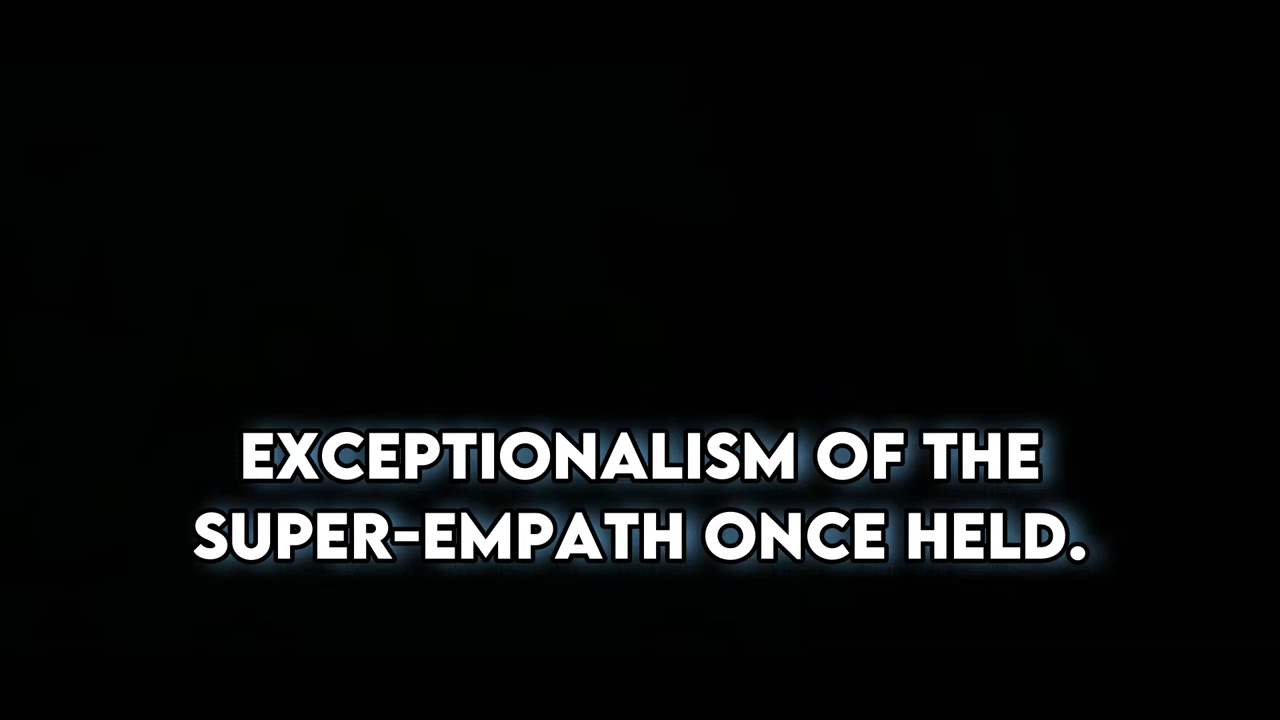 EXCEPTIONALISM OF THE
SUPER-EMPATH ONCE HELD.